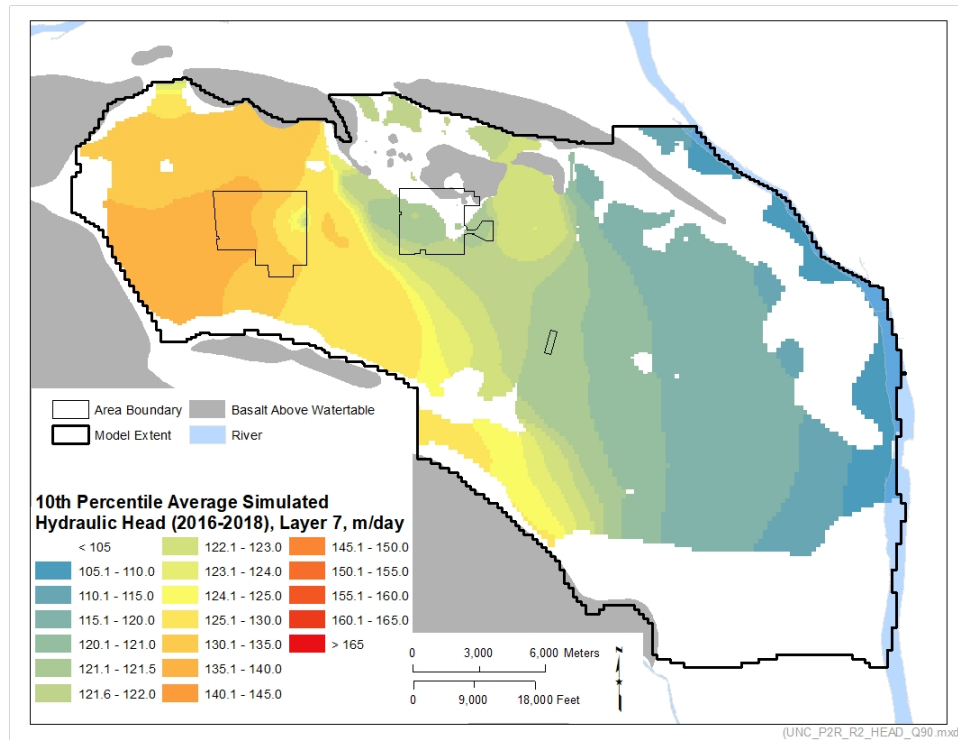 Area Boundary
Basalt Above Watertable
Model Extent
River
10th Percentile Average Simulated
Hydraulic Head (2016-2018), Layer 7, m/day
< 105
105.1 - 110.0
110.1 - 115.0
115.1 - 120.0
120.1 - 121.0
121.1 - 121.5
121.6 - 122.0
122.1 - 123.0
123.1 - 124.0
124.1 - 125.0
125.1 - 130.0
130.1 - 135.0
135.1 - 140.0
140.1 - 145.0
145.1 - 150.0
150.1 - 155.0
155.1 - 160.0
160.1 - 165.0
> 165
0 3,000 6,000 Meters
0 9,000 18,000 Feet
N
(UNC_P2R_R2_HEAD_Q90.mxd